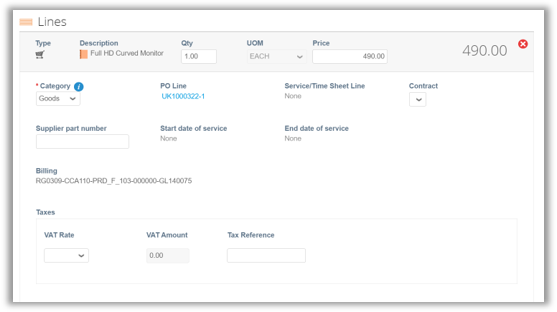 Lines
Type Description Qty UOM Price
Full HD Curved Monitor 1.00 EACH 490.00 490.00
* Category i PO Line Service/Time Sheet Line Contract
Goods UK1000322-1 None
Supplier part number Start date of service End date of service
None None
Billing
RG0309-CCA110-PRD_F_103-000000-GL140075
Taxes
VAT Rate VAT Amount Tax Reference
0.00